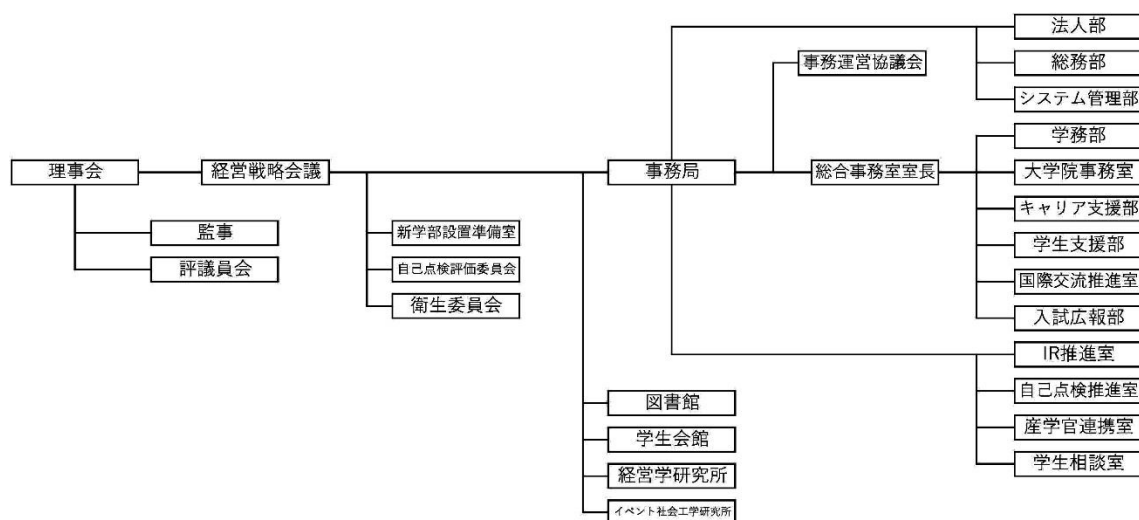 法人部
事務運営協議会
総務部
システム管理部
学務部
理事会
経営戦略会議
事務局
総合事務室室長
大学院事務室
キャリア支援部
監事
新学部設置準備室
学生支援部
評議員会
自己点検評価委員会
国際交流推進室
衛生委員会
入試広報部
IR推進室
図書館
自己点検推進室
学生会館
産学官連携室
経営学研究所
学生相談室
イベント社会工学研究所